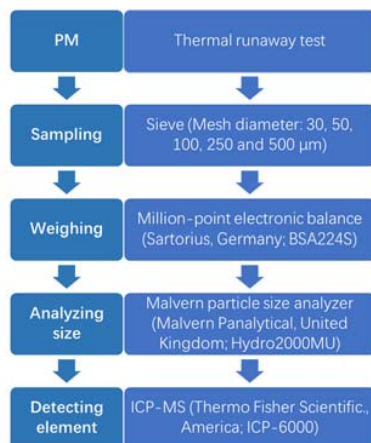 PM
Thermal runaway test
Sampling
Sieve (Mesh diameter: 30, 50,
100, 250 and 500 μm)
Weighing
Million-point electronic balance
(Sartorius, Germany; BSA224S)
Analyzing
size
Malvern particle size analyzer
(Malvern Panalytical, United
Kingdom; Hydro2000MU)
Detecting
element
ICP-MS (Thermo Fisher Scientific.,
America; ICP-6000)